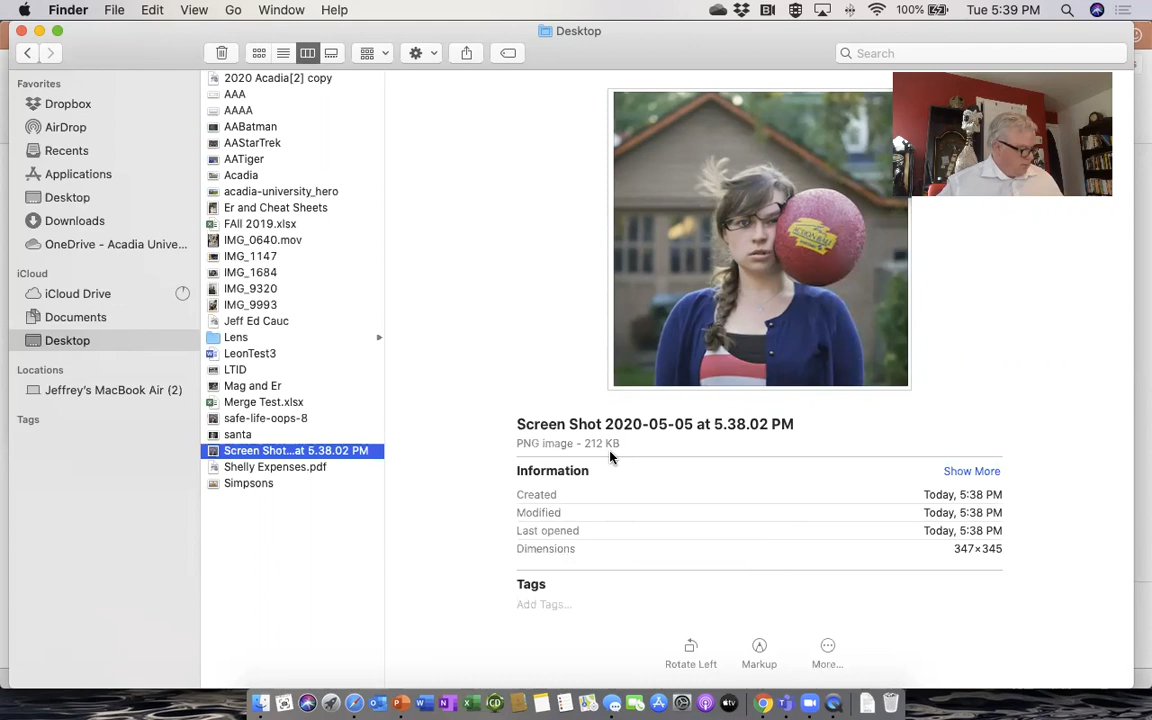 Finder File Edit View Go Window Help 100% Tue 5:39 PM
Desktop
Search
Favorites
Dropbox
AirDrop
Recents
Applications
Desktop
Downloads
OneDrive - Acadia Unive...
iCloud
iCloud Drive
Documents
Desktop
Locations
Jeffrey's MacBook Air (2)
Tags
2020 Acadia[2] copy
AAA
AAAA
AABatman
AAStarTrek
AATiger
Acadia
acadia-university_hero
Er and Cheat Sheets
FAll 2019.xlsx
IMG_0640.mov
IMG_1147
IMG_1684
IMG_9320
IMG_9993
Jeff Ed Cauc
Lens
LeonTest3
LTID
Mag and Er
Merge Test.xlsx
safe-life-oops-8
santa
Screen Shot...at 5.38.02 PM
Shelly Expenses.pdf
Simpsons
Screen Shot 2020-05-05 at 5.38.02 PM
PNG image - 212 KB
Information Show More
Created Today, 5:38 PM
Modified Today, 5:38 PM
Last opened Today, 5:38 PM
Dimensions 347×345
Tags
Add Tags...
Rotate Left Markup More...